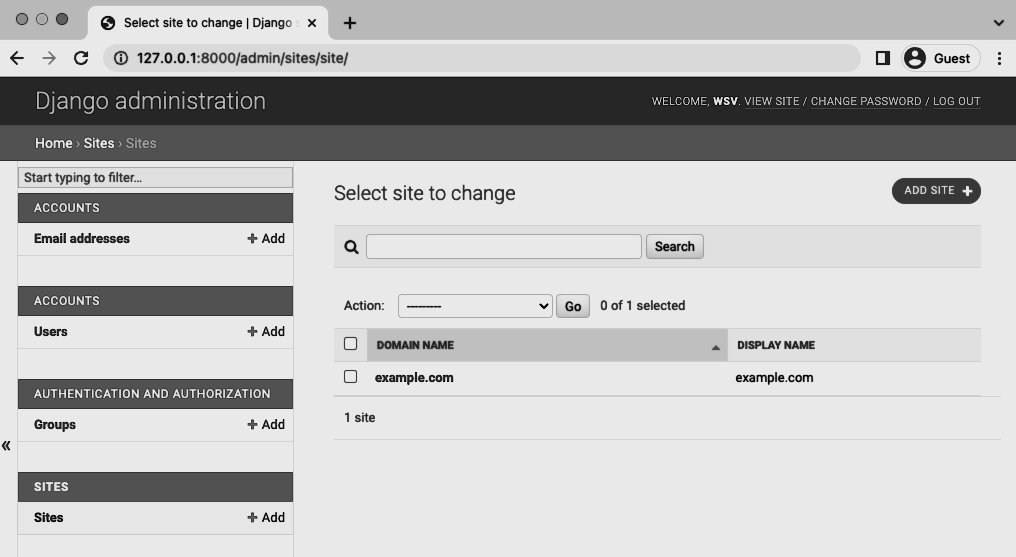 Select site to change | Django s
127.0.0.1:8000/admin/sites/site/
Guest
Django administration
WELCOME, WSV. VIEW SITE / CHANGE PASSWORD / LOG OUT
Home › Sites › Sites
Start typing to filter...
ACCOUNTS
Email addresses + Add
ACCOUNTS
Users + Add
AUTHENTICATION AND AUTHORIZATION
Groups + Add
«
SITES
Sites + Add
Select site to change
ADD SITE +
Search
Action: --------- Go 0 of 1 selected
DOMAIN NAME DISPLAY NAME
example.com example.com
1 site